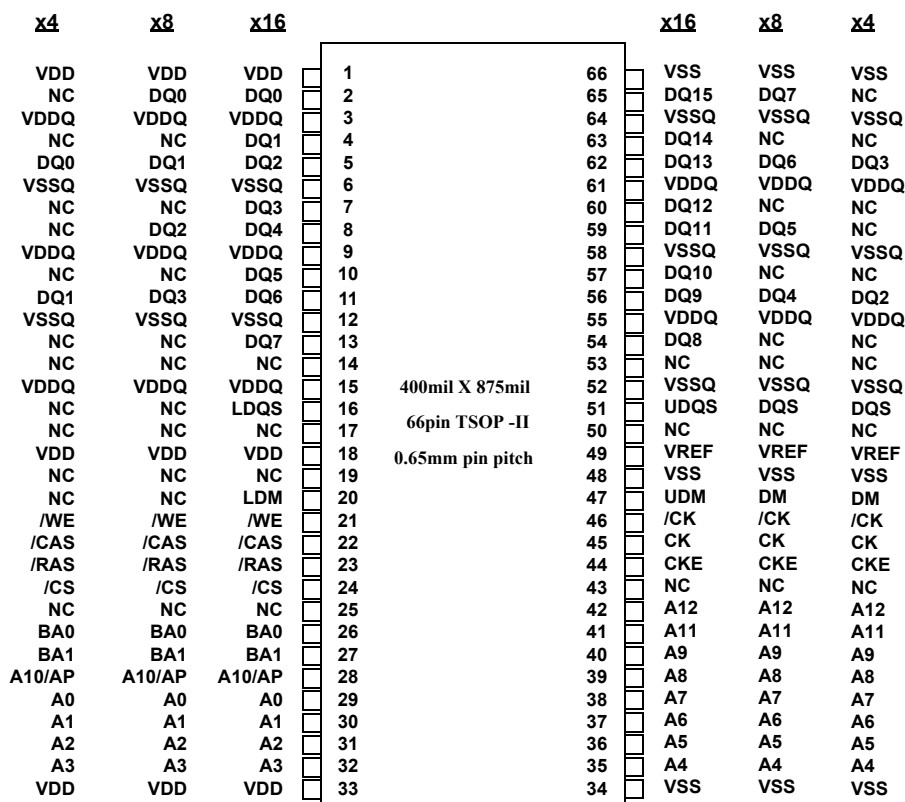 x4 x8 x16 x16 x8 x4
VDD VDD VDD 1 66 VSS VSS VSS
NC DQ0 DQ0 2 65 DQ15 DQ7 NC
VDDQ VDDQ VDDQ 3 64 VSSQ VSSQ VSSQ
NC NC DQ1 4 63 DQ14 NC NC
DQ0 DQ1 DQ2 5 62 DQ13 DQ6 DQ3
VSSQ VSSQ VSSQ 6 61 VDDQ VDDQ VDDQ
NC NC DQ3 7 60 DQ12 NC NC
NC DQ2 DQ4 8 59 DQ11 DQ5 NC
VDDQ VDDQ VDDQ 9 58 VSSQ VSSQ VSSQ
NC NC DQ5 10 57 DQ10 NC NC
DQ1 DQ3 DQ6 11 56 DQ9 DQ4 DQ2
VSSQ VSSQ VSSQ 12 55 VDDQ VDDQ VDDQ
NC NC DQ7 13 54 DQ8 NC NC
NC NC NC 14 53 NC NC NC
VDDQ VDDQ VDDQ 15 400mil X 875mil 52 VSSQ VSSQ VSSQ
NC NC LDQS 16 51 UDQS DQS DQS
66pin TSOP -II
NC NC NC 17 50 NC NC NC
VDD VDD VDD 18 0.65mm pin pitch 49 VREF VREF VREF
NC NC NC 19 48 VSS VSS VSS
NC NC LDM 20 47 UDM DM DM
/WE /WE /WE 21 46 /CK /CK /CK
/CAS /CAS /CAS 22 45 CK CK CK
/RAS /RAS /RAS 23 44 CKE CKE CKE
/CS /CS /CS 24 43 NC NC NC
NC NC NC 25 42 A12 A12 A12
BA0 BA0 BA0 26 41 A11 A11 A11
BA1 BA1 BA1 27 40 A9 A9 A9
A10/AP A10/AP A10/AP 28 39 A8 A8 A8
A0 A0 A0 29 38 A7 A7 A7
A1 A1 A1 30 37 A6 A6 A6
A2 A2 A2 31 36 A5 A5 A5
A3 A3 A3 32 35 A4 A4 A4
VDD VDD VDD 33 34 VSS VSS VSS